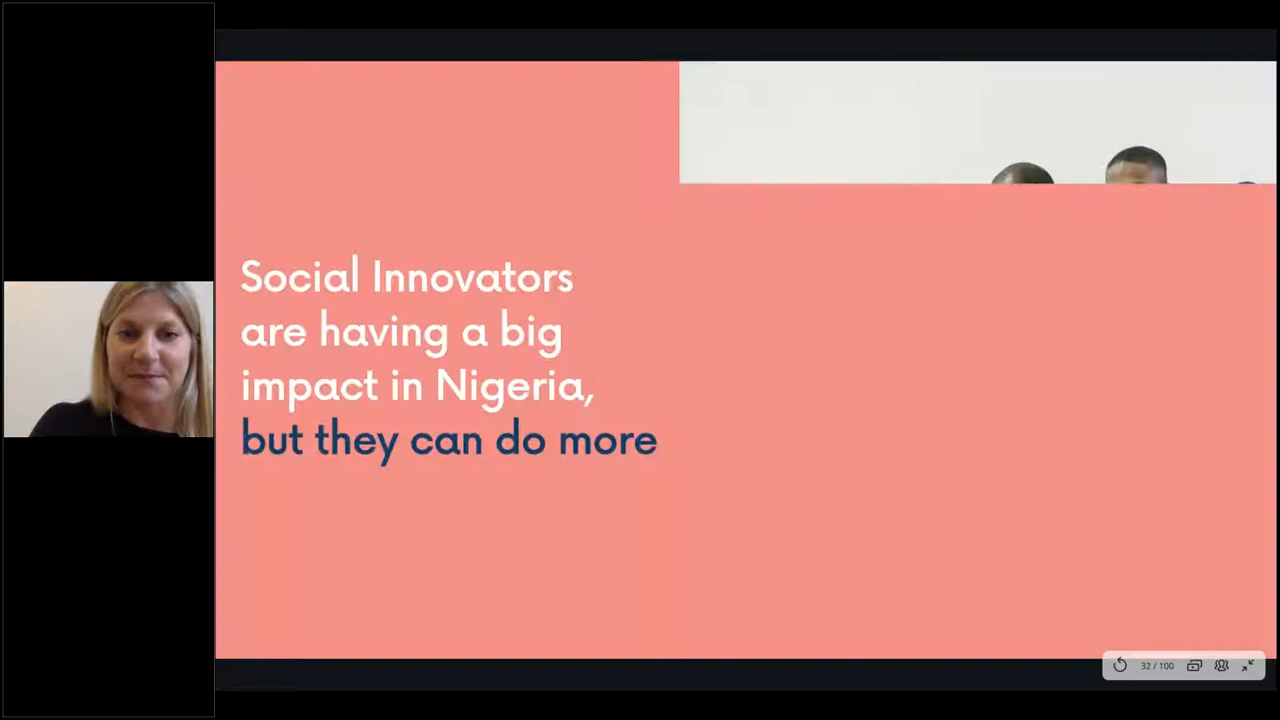 Social Innovators
are having a big
impact in Nigeria,
but they can do more
32 / 100